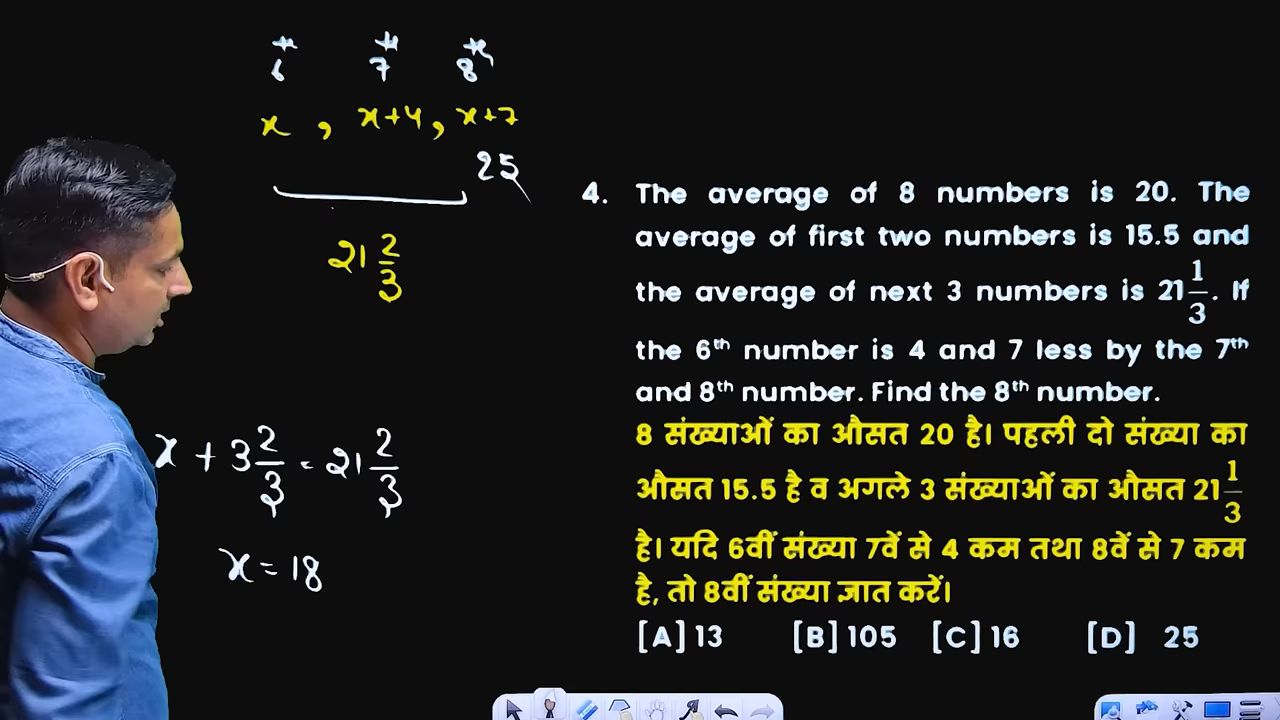 6th 7th 8th
x , x+4, x+7
25
21 2/3
x + 3 2/3 = 21 2/3
x = 18
4. The average of 8 numbers is 20. The
average of first two numbers is 15.5 and
the average of next 3 numbers is 21 1/3. If
the 6th number is 4 and 7 less by the 7th
and 8th number. Find the 8th number.
8 संख्याओं का औसत 20 है। पहली दो संख्या का
औसत 15.5 है व अगले 3 संख्याओं का औसत 21 1/3
है। यदि 6वीं संख्या 7वें से 4 कम तथा 8वें से 7 कम
है, तो 8वीं संख्या ज्ञात करें।
[A] 13 [B] 105 [C] 16 [D] 25